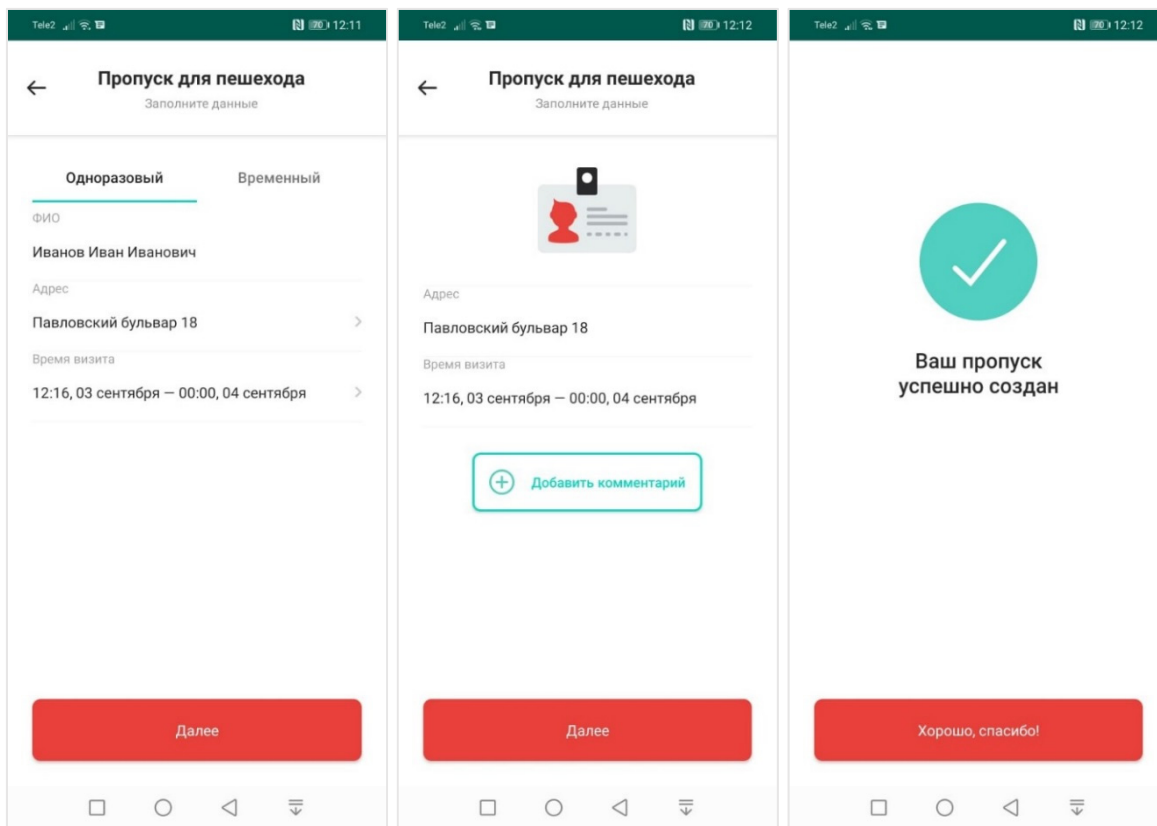 Tele2 70 12:11
Пропуск для пешехода
Заполните данные
Одноразовый Временный
ФИО
Иванов Иван Иванович
Адрес
Павловский бульвар 18
Время визита
12:16, 03 сентября — 00:00, 04 сентября
Далее
Tele2 70 12:12
Пропуск для пешехода
Заполните данные
Адрес
Павловский бульвар 18
Время визита
12:16, 03 сентября — 00:00, 04 сентября
Добавить комментарий
Далее
Tele2 70 12:12
Ваш пропуск
успешно создан
Хорошо, спасибо!